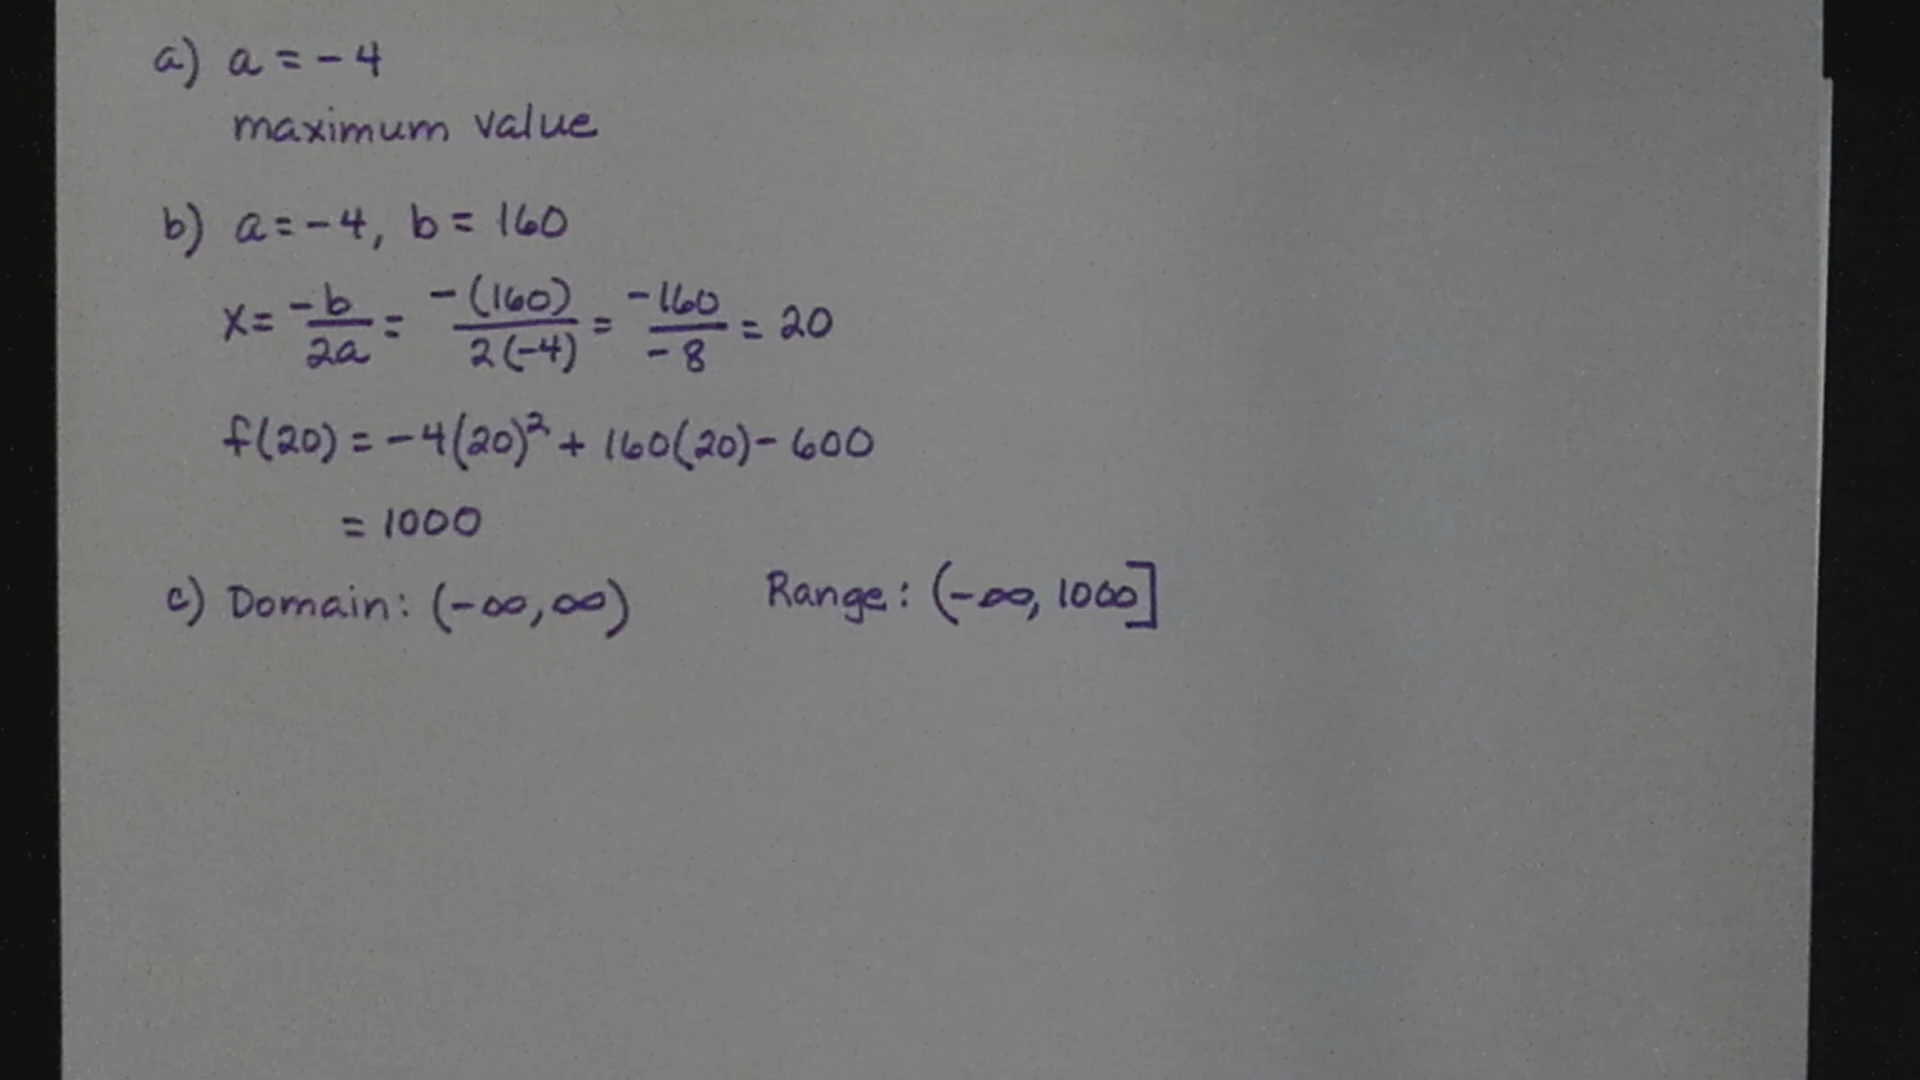 a) a = -4
maximum value
b) a = -4, b = 160
x = -b/2a = -(160)/2(-4) = -160/-8 = 20
f(20) = -4(20)² + 160(20) - 600
= 1000
c) Domain: (-∞, ∞) Range: (-∞, 1000]